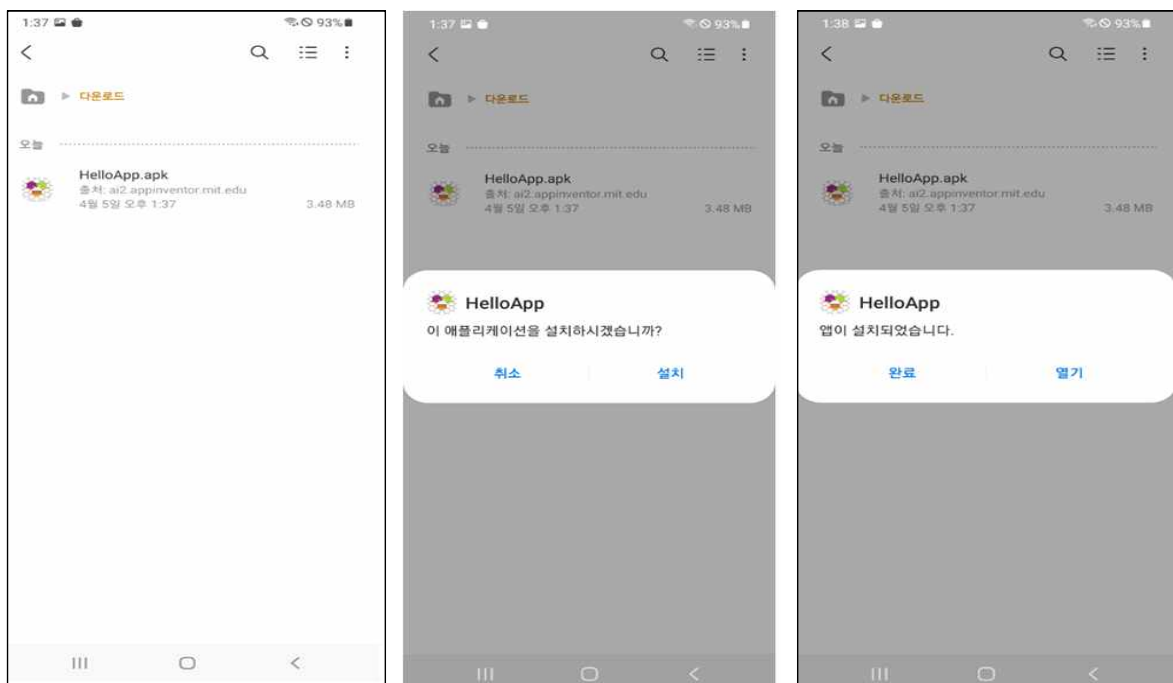 1:37 93%
다운로드
오늘
HelloApp.apk
출처: ai2.appinventor.mit.edu
4월 5일 오후 1:37 3.48 MB
1:37 93%
다운로드
오늘
HelloApp.apk
출처: ai2.appinventor.mit.edu
4월 5일 오후 1:37 3.48 MB
HelloApp
이 애플리케이션을 설치하시겠습니까?
취소 설치
1:38 93%
다운로드
오늘
HelloApp.apk
출처: ai2.appinventor.mit.edu
4월 5일 오후 1:37 3.48 MB
HelloApp
앱이 설치되었습니다.
완료 열기